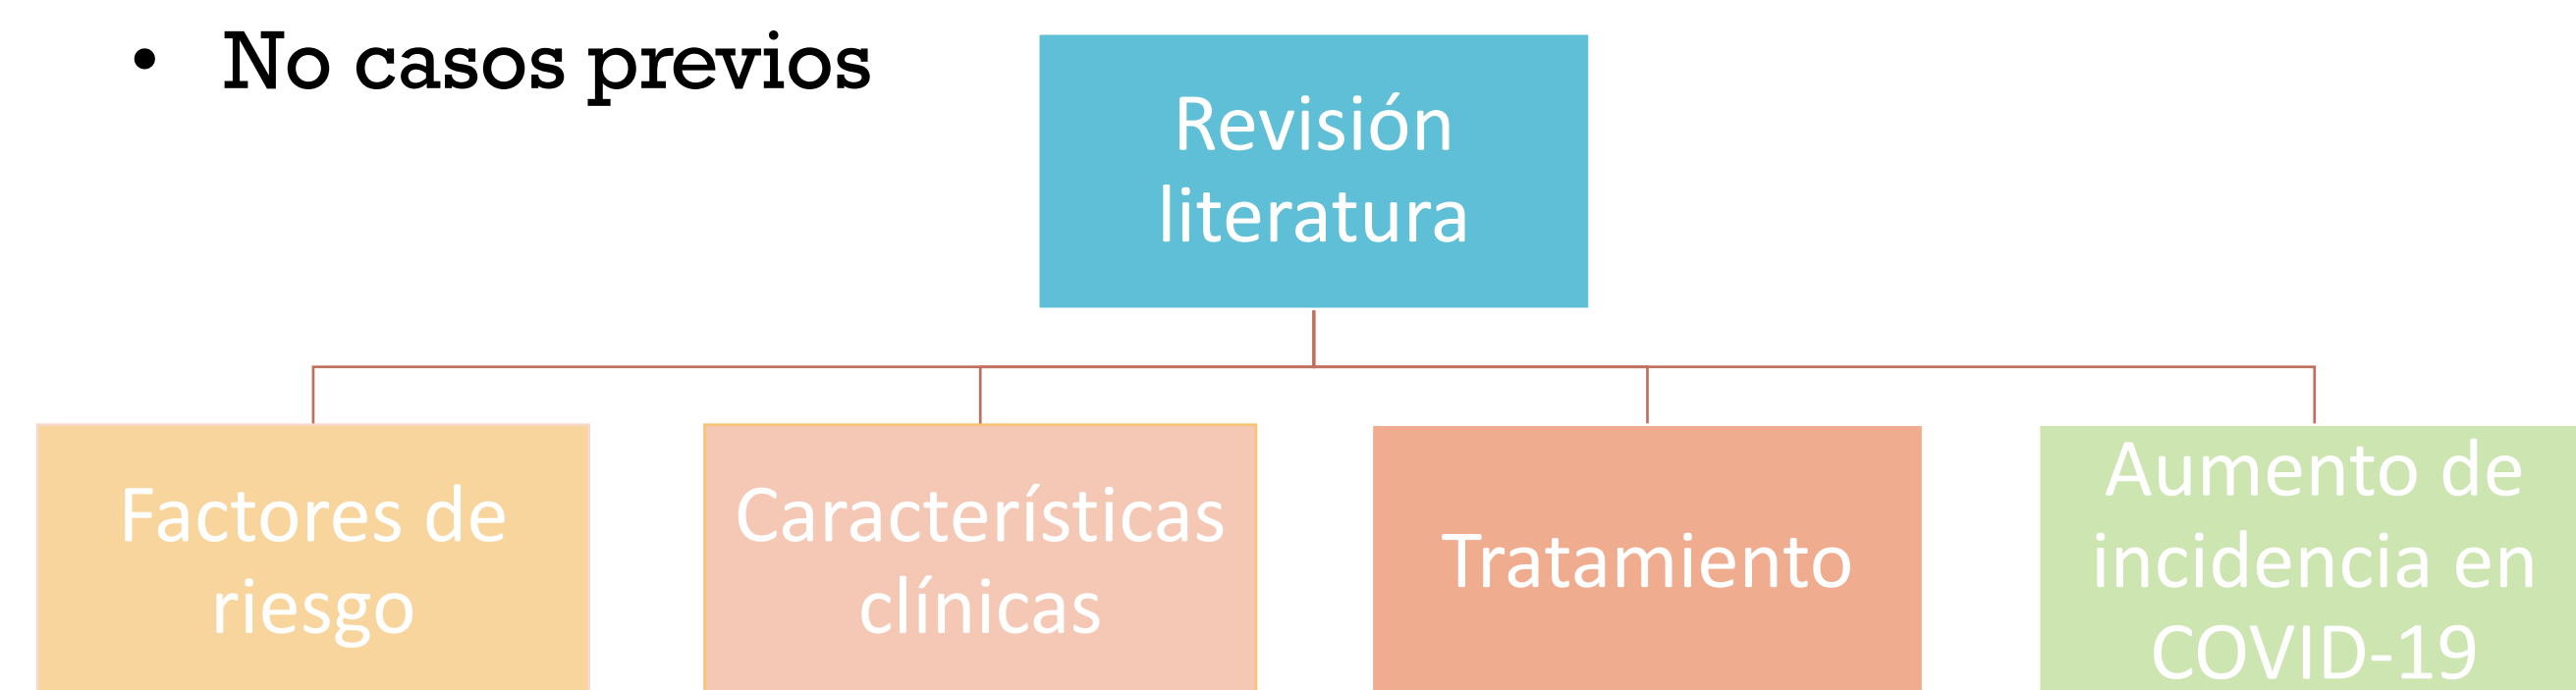 • No casos previos
Revisión
literatura
Factores de
riesgo
Características
clínicas
Tratamiento
Aumento de
incidencia en
COVID-19